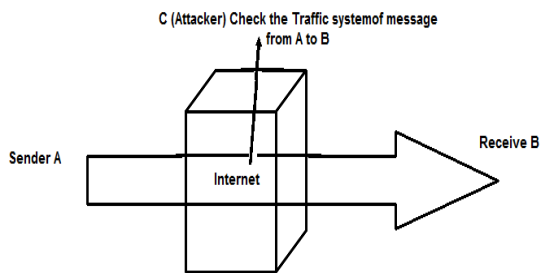 C (Attacker) Check the Traffic systemof message
from A to B
Sender A
Receive B
Internet